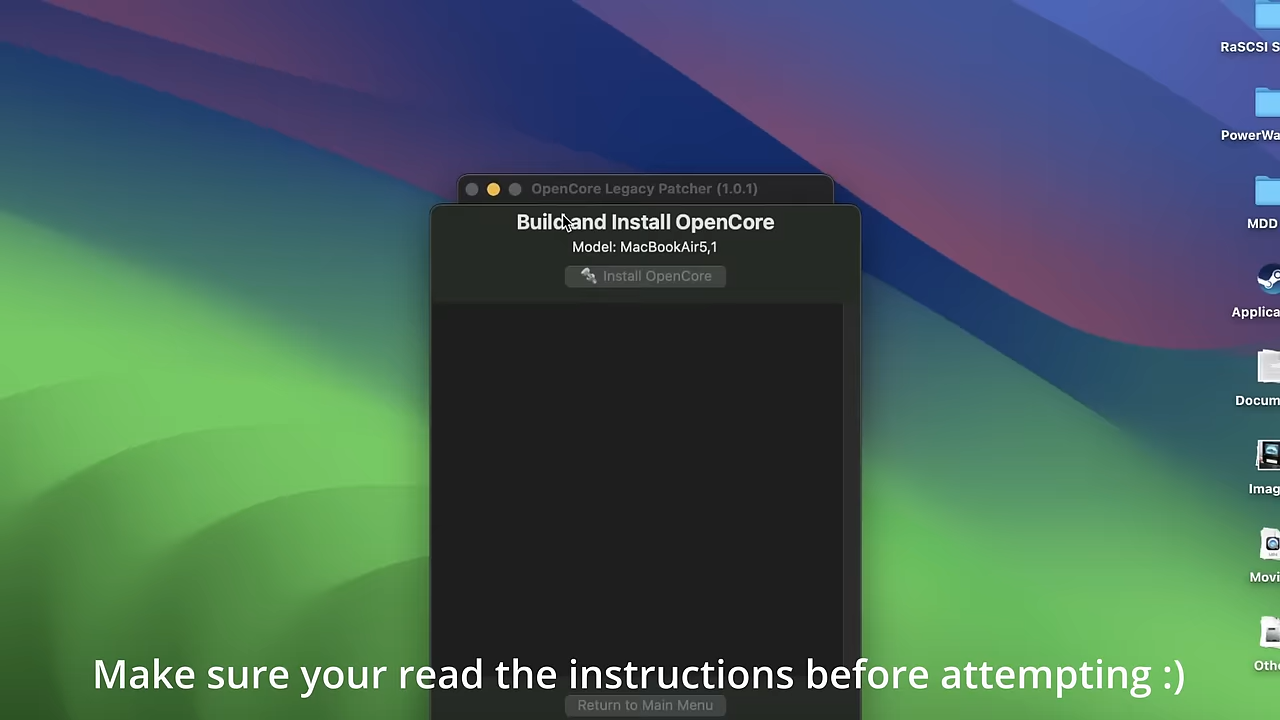 RaSCSI S
PowerWa
OpenCore Legacy Patcher (1.0.1)
Build and Install OpenCore
MDD
Model: MacBookAir5,1
Install OpenCore
Applica
Docum
Imag
Movi
Othe
Make sure your read the instructions before attempting :)
Return to Main Menu